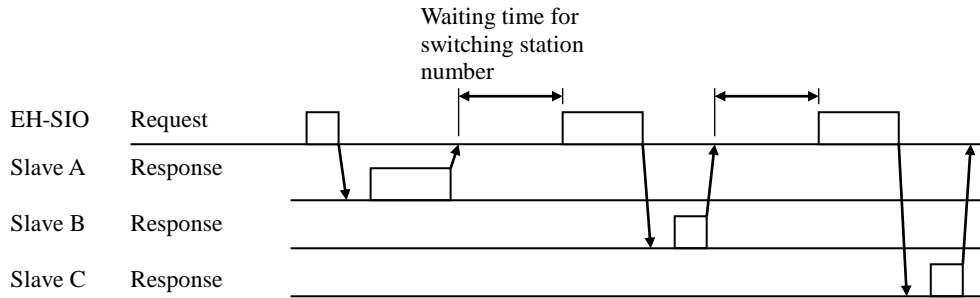 Waiting time for
switching station
number
EH-SIO Request
Slave A Response
Slave B Response
Slave C Response